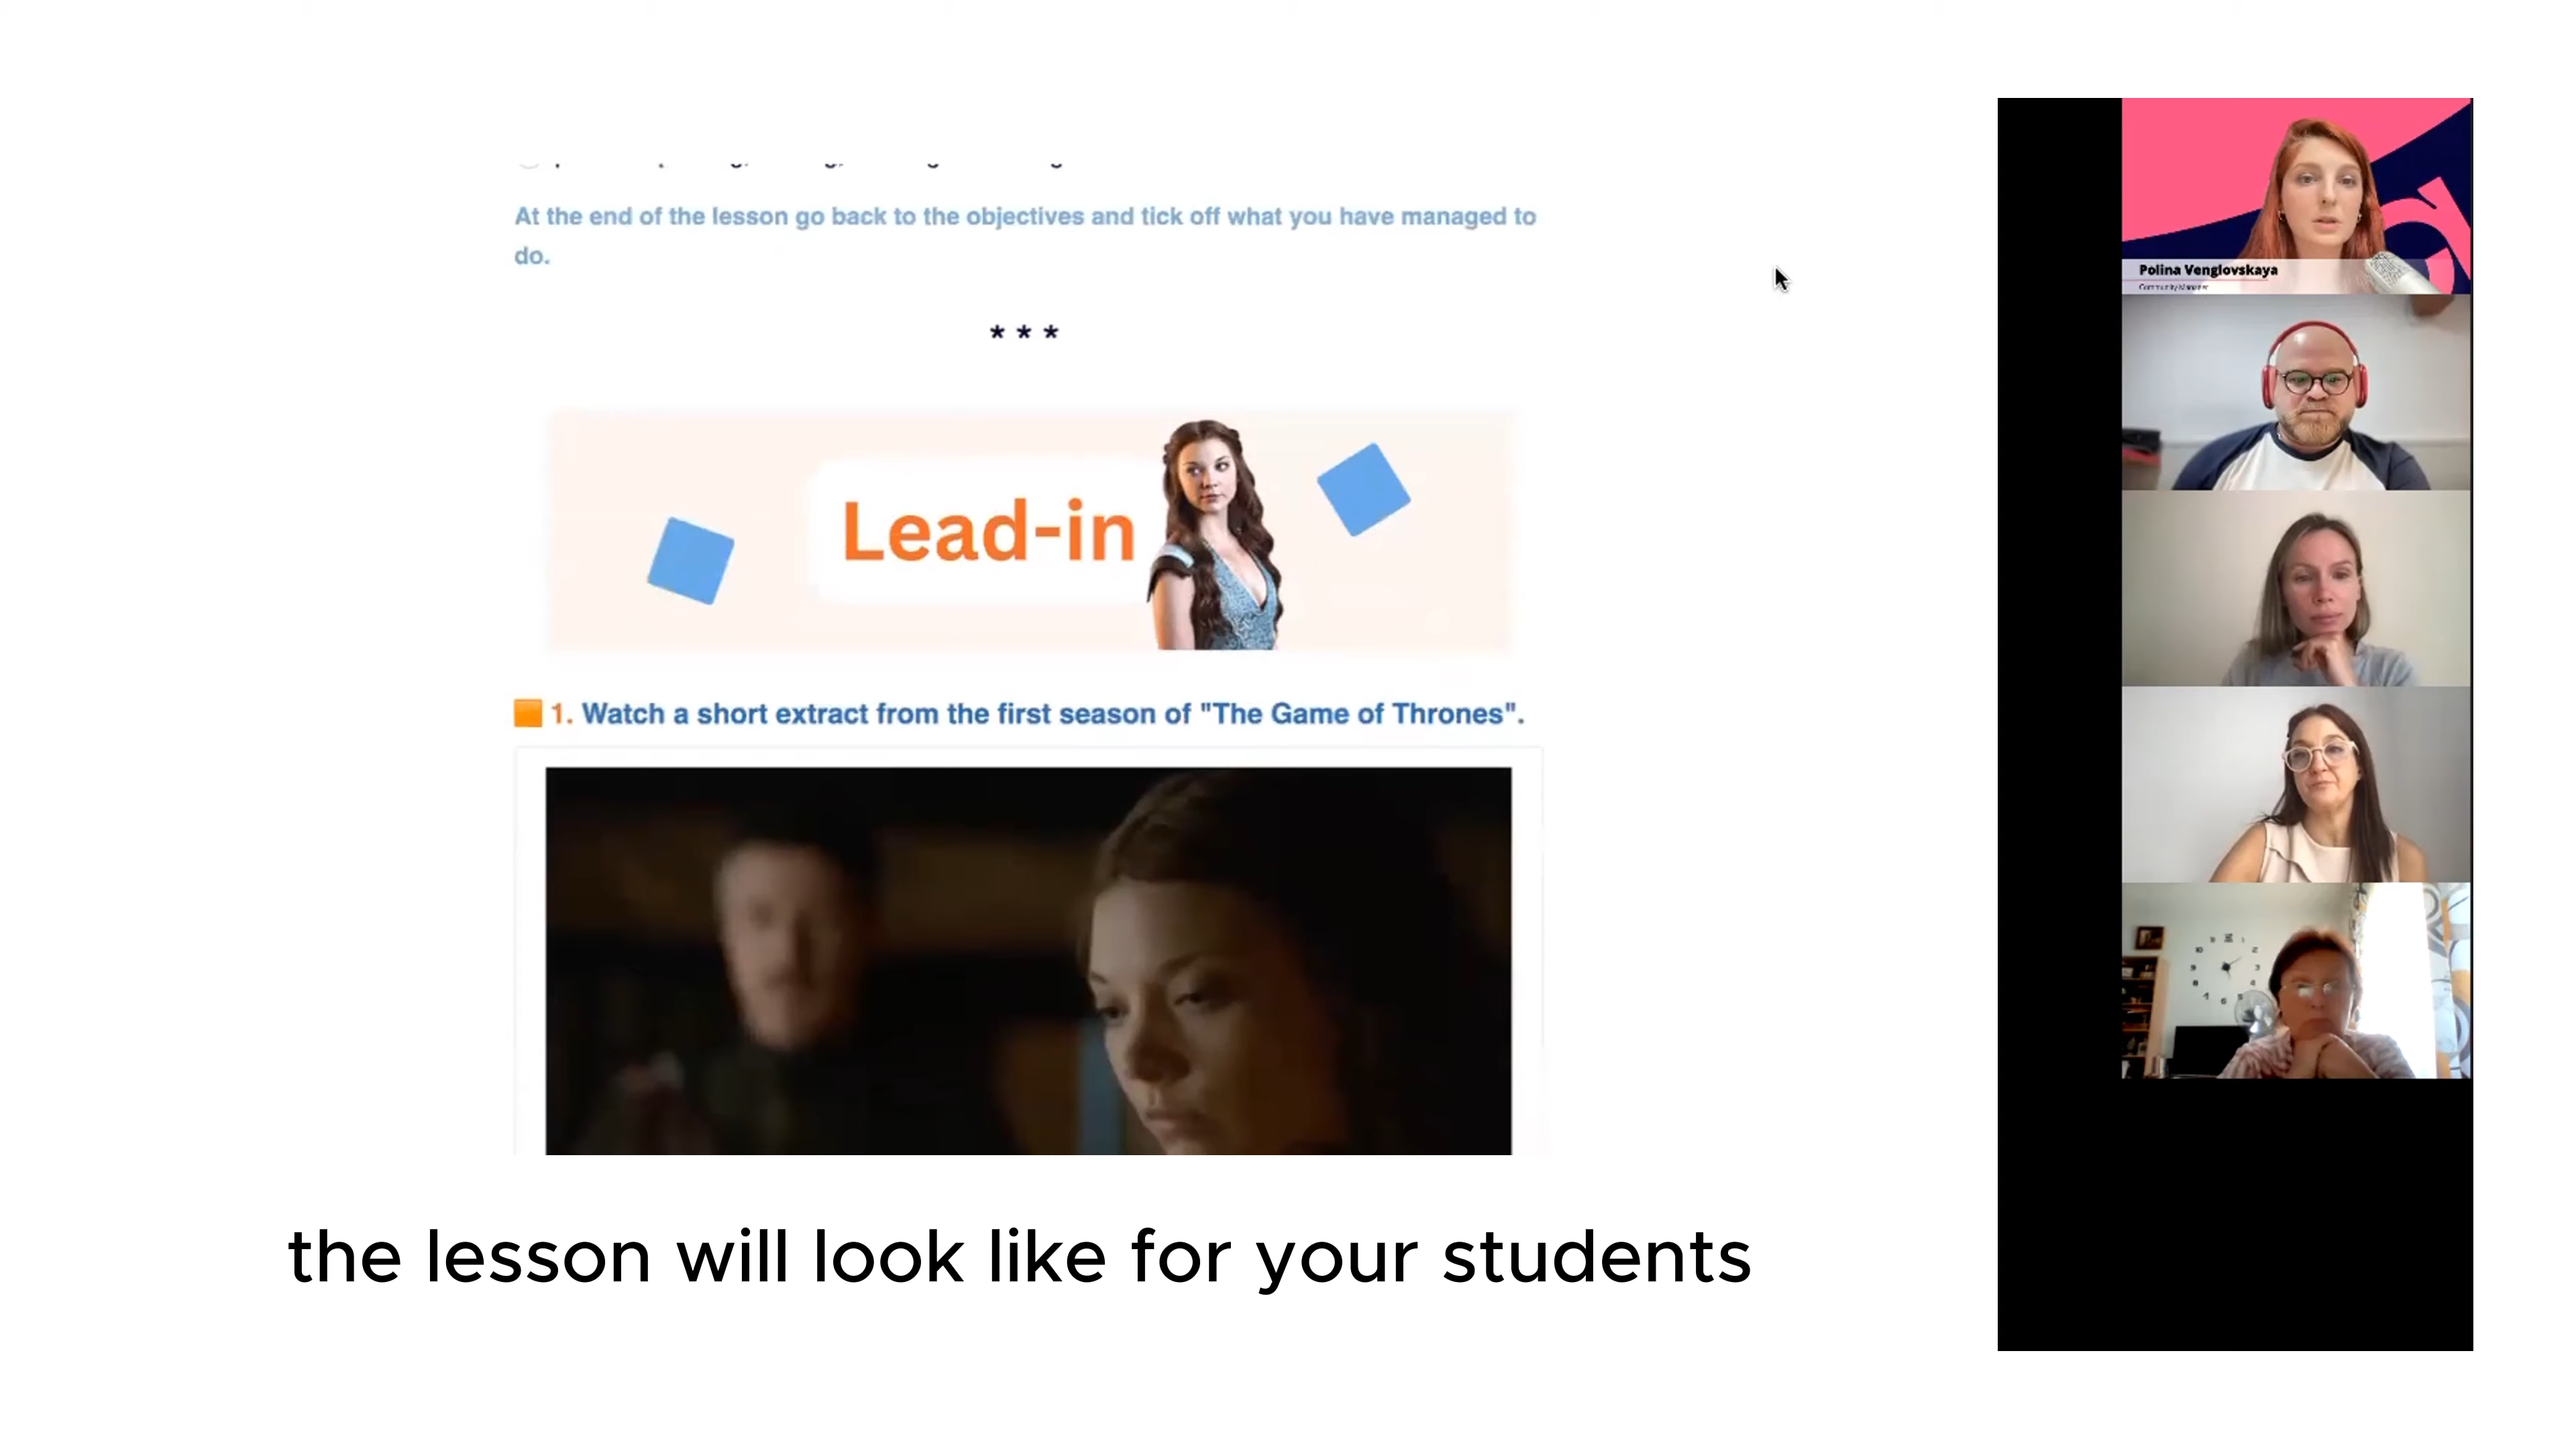 At the end of the lesson go back to the objectives and tick off what you have managed to
do.
* * *
Lead-in
1. Watch a short extract from the first season of "The Game of Thrones".
the lesson will look like for your students
Polina Venglovskaya
Community Manager